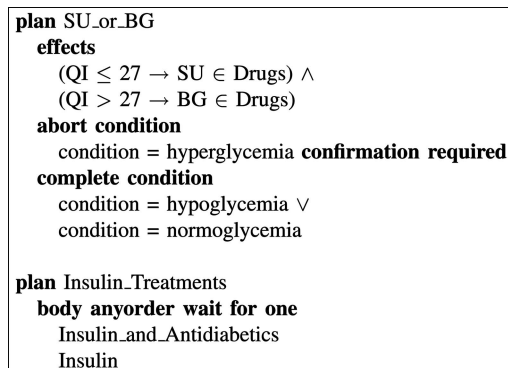 plan SU_or_BG
effects
(QI ≤ 27 → SU ∈ Drugs) ∧
(QI > 27 → BG ∈ Drugs)
abort condition
condition = hyperglycemia confirmation required
complete condition
condition = hypoglycemia ∨
condition = normoglycemia
plan Insulin_Treatments
body anyorder wait for one
Insulin_and_Antidiabetics
Insulin